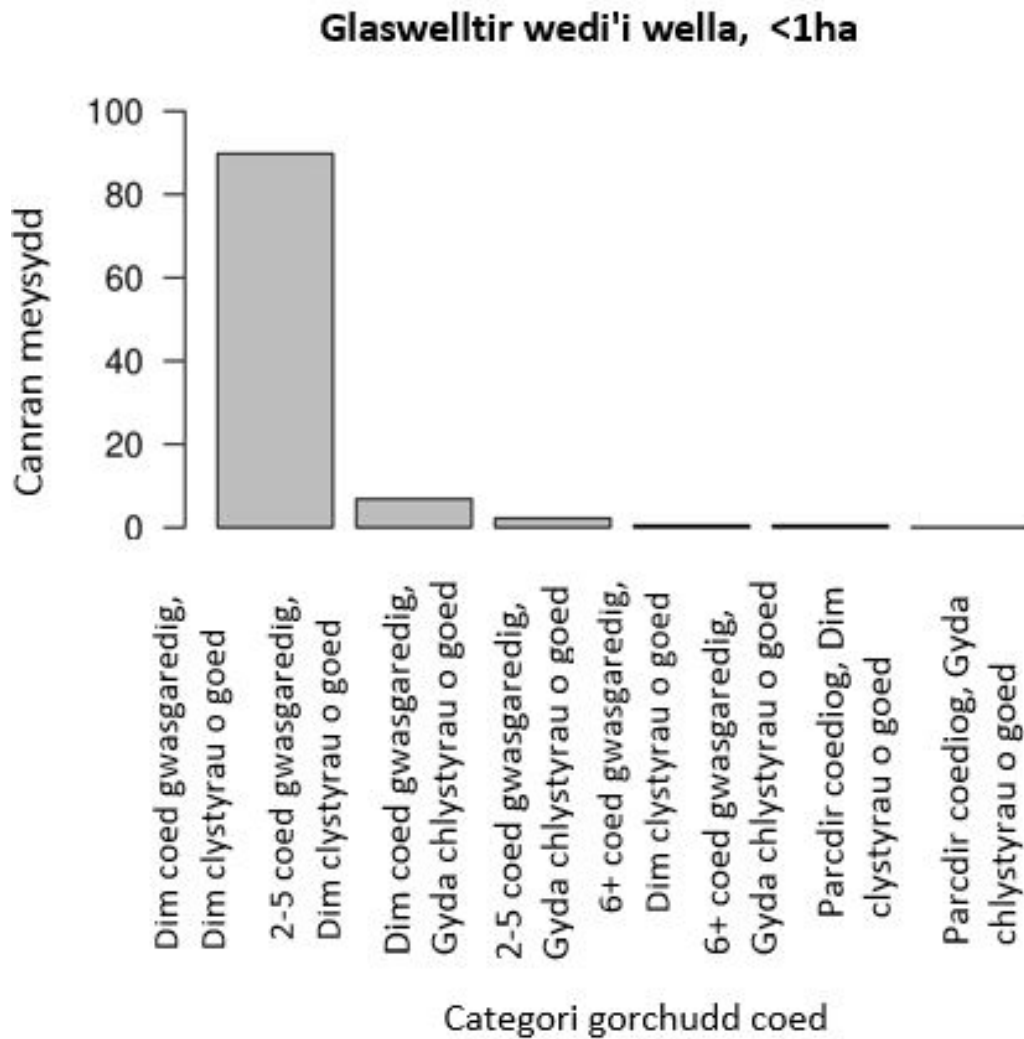 Glaswelltir wedi'i wella,  <1ha
Canran meysydd
100
80
60
40
20
0
Dim coed gwasgaredig,
Dim clystyrau o goed
2-5 coed gwasgaredig,
Dim clystyrau o goed
Dim coed gwasgaredig,
Gyda chlystyrau o goed
2-5 coed gwasgaredig,
Gyda chlystyrau o goed
6+ coed gwasgaredig,
Dim clystyrau o goed
6+ coed gwasgaredig,
Gyda chlystyrau o goed
Parcdir coediog, Dim
clystyrau o goed
Parcdir coediog, Gyda
chlystyrau o goed
Categori gorchudd coed